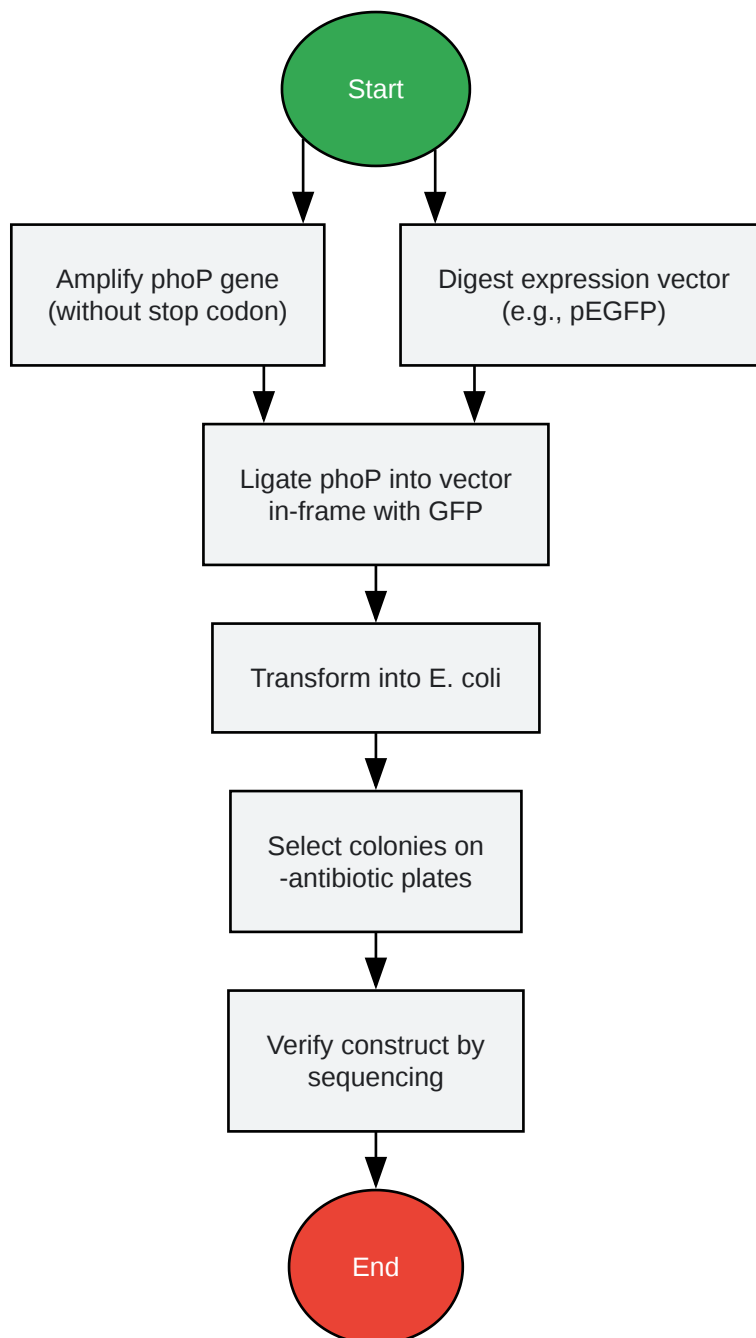 Start
Amplify phoP gene
(without stop codon)
Digest expression vector
(e.g., pEGFP)
Ligate phoP into vector
in-frame with GFP
Transform into E. coli
Select colonies on
-antibiotic plates
Verify construct by
sequencing
End